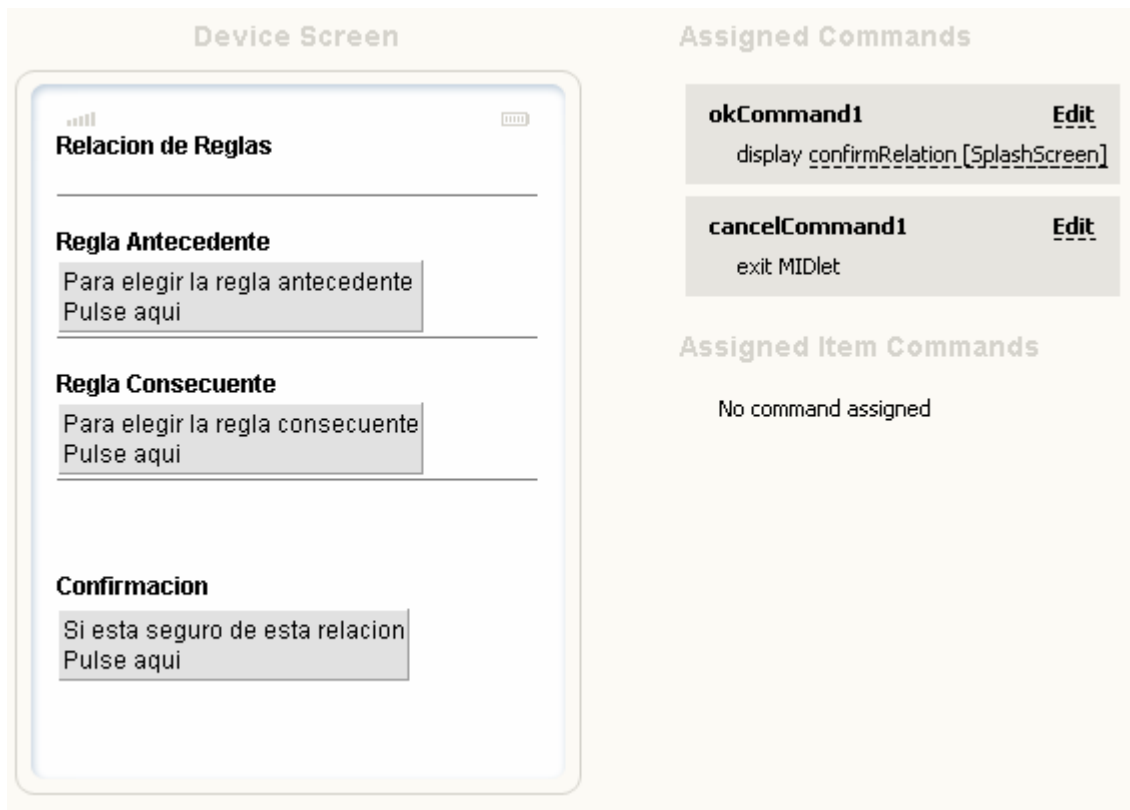 Device Screen
Relacion de Reglas
Regla Antecedente
Para elegir la regla antecedente
Pulse aqui
Regla Consecuente
Para elegir la regla consecuente
Pulse aqui
Confirmacion
Si esta seguro de esta relacion
Pulse aqui
Assigned Commands
okCommand1 Edit
display confirmRelation [SplashScreen]
cancelCommand1 Edit
exit MIDlet
Assigned Item Commands
No command assigned